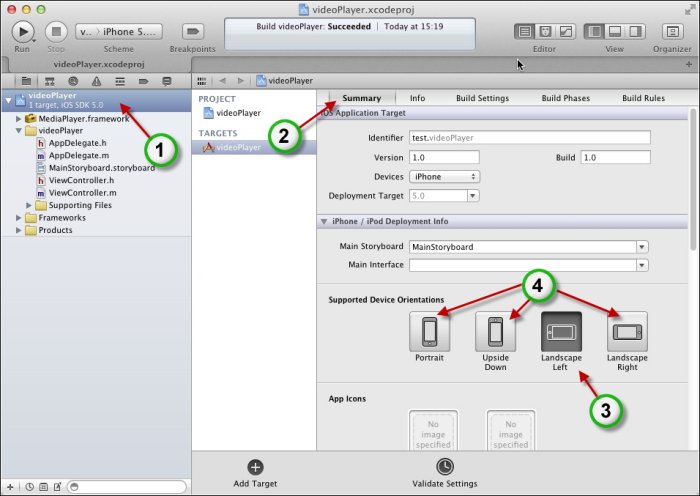 videoPlayer.xcodeproj
Run
Stop
v... iPhone 5....
Scheme
Breakpoints
Build videoPlayer: Succeeded | Today at 15:19
Editor
View
Organizer
videoPlayer.xcodeproj
videoPlayer
1 target, iOS SDK 5.0
MediaPlayer.framework
videoPlayer
AppDelegate.h
AppDelegate.m
MainStoryboard.storyboard
ViewController.h
ViewController.m
Supporting Files
Frameworks
Products
1
videoPlayer
PROJECT
videoPlayer
TARGETS
videoPlayer
2
Summary
Info
Build Settings
Build Phases
Build Rules
iOS Application Target
Identifier test.videoPlayer
Version 1.0
Build 1.0
Devices iPhone
Deployment Target 5.0
iPhone / iPod Deployment Info
Main Storyboard MainStoryboard
Main Interface
Supported Device Orientations
4
Portrait
Upside Down
Landscape Left
Landscape Right
3
App Icons
No image specified
No image specified
Add Target
Validate Settings